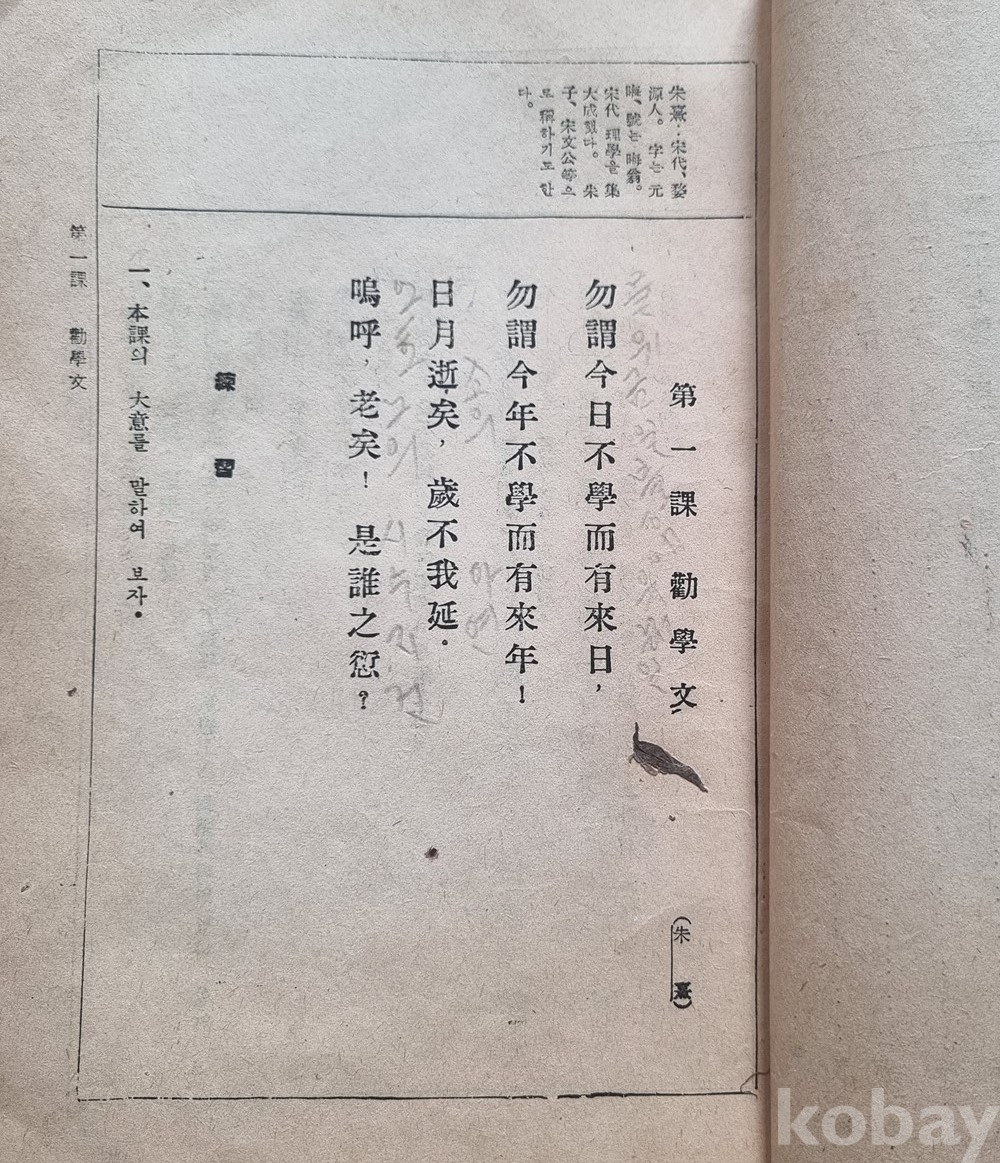 朱熹：宋代、婺
源人。字는 元
晦、號는 晦翁。
宋代 理學을 集
大成했다。朱
子、宋文公等으
로 稱하기도 한
다。
第一課 勸學文
(朱熹)
勿謂今日不學而有來日，
勿謂今年不學而有來年！
日月逝矣，歲不我延．
嗚呼，老矣！是誰之愆？
練習
一、本課의 大意를 말하여 보자．
第一課 勸學文
kobay